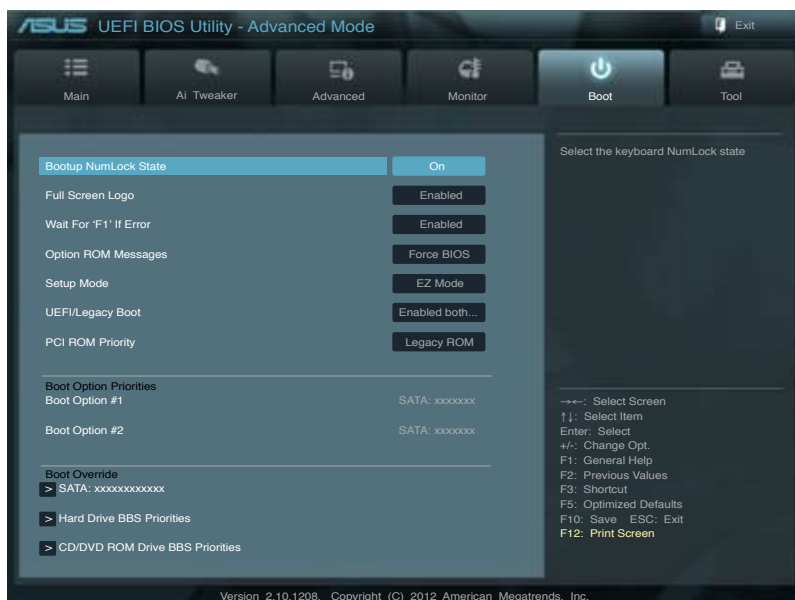 ASUS UEFI BIOS Utility - Advanced Mode
Exit
Main
Ai Tweaker
Advanced
Monitor
Boot
Tool
Bootup NumLock State On
Full Screen Logo Enabled
Wait For ‘F1’ If Error Enabled
Option ROM Messages Force BIOS
Setup Mode EZ Mode
UEFI/Legacy Boot Enabled both...
PCI ROM Priority Legacy ROM
Boot Option Priorities
Boot Option #1 SATA: xxxxxxx
Boot Option #2 SATA: xxxxxxx
Boot Override
> SATA: xxxxxxxxxxxx
> Hard Drive BBS Priorities
> CD/DVD ROM Drive BBS Priorities
Select the keyboard NumLock state
→←: Select Screen
↑↓: Select Item
Enter: Select
+/-: Change Opt.
F1: General Help
F2: Previous Values
F3: Shortcut
F5: Optimized Defaults
F10: Save ESC: Exit
F12: Print Screen
Version 2.10.1208. Copyright (C) 2012 American Megatrends, Inc.